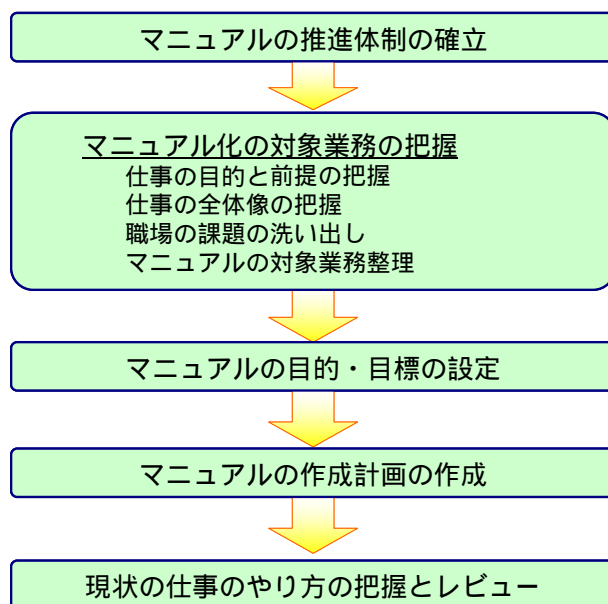 マニュアルの推進体制の確立
マニュアル化の対象業務の把握
仕事の目的と前提の把握
仕事の全体像の把握
職場の課題の洗い出し
マニュアルの対象業務整理
マニュアルの目的・目標の設定
マニュアルの作成計画の作成
現状の仕事のやり方の把握とレビュー